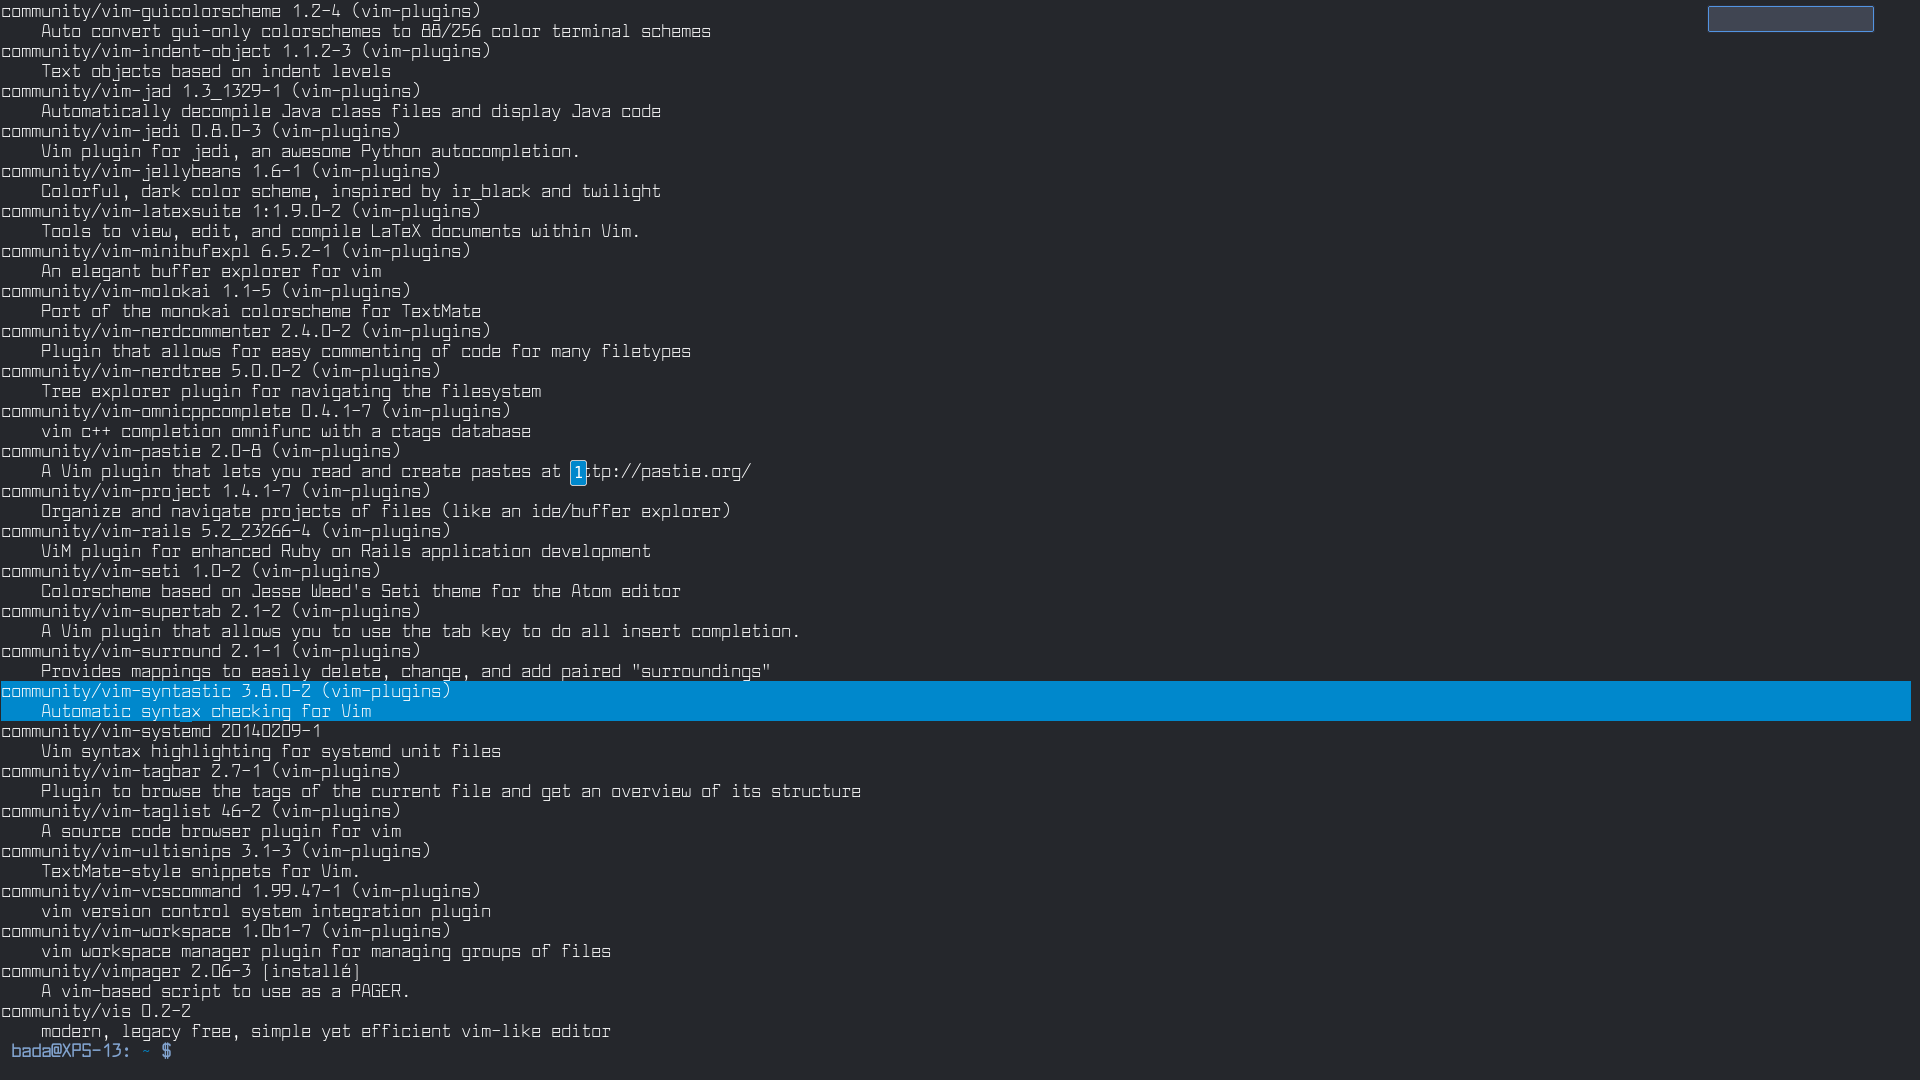 community/vim-guicolorscheme 1.2-4 (vim-plugins)
    Auto convert gui-only colorschemes to 88/256 color terminal schemes
community/vim-indent-object 1.1.2-3 (vim-plugins)
    Text objects based on indent levels
community/vim-jad 1.3_1329-1 (vim-plugins)
    Automatically decompile Java class files and display Java code
community/vim-jedi 0.8.0-3 (vim-plugins)
    Vim plugin for jedi, an awesome Python autocompletion.
community/vim-jellybeans 1.6-1 (vim-plugins)
    Colorful, dark color scheme, inspired by ir_black and twilight
community/vim-latexsuite 1:1.9.0-2 (vim-plugins)
    Tools to view, edit, and compile LaTeX documents within Vim.
community/vim-minibufexpl 6.5.2-1 (vim-plugins)
    An elegant buffer explorer for vim
community/vim-molokai 1.1-5 (vim-plugins)
    Port of the monokai colorscheme for TextMate
community/vim-nerdcommenter 2.4.0-2 (vim-plugins)
    Plugin that allows for easy commenting of code for many filetypes
community/vim-nerdtree 5.0.0-2 (vim-plugins)
    Tree explorer plugin for navigating the filesystem
community/vim-omnicppcomplete 0.4.1-7 (vim-plugins)
    vim c++ completion omnifunc with a ctags database
community/vim-pastie 2.0-8 (vim-plugins)
    A Vim plugin that lets you read and create pastes at 1ttp://pastie.org/
community/vim-project 1.4.1-7 (vim-plugins)
    Organize and navigate projects of files (like an ide/buffer explorer)
community/vim-rails 5.2_23266-4 (vim-plugins)
    ViM plugin for enhanced Ruby on Rails application development
community/vim-seti 1.0-2 (vim-plugins)
    Colorscheme based on Jesse Weed's Seti theme for the Atom editor
community/vim-supertab 2.1-2 (vim-plugins)
    A Vim plugin that allows you to use the tab key to do all insert completion.
community/vim-surround 2.1-1 (vim-plugins)
    Provides mappings to easily delete, change, and add paired "surroundings"
community/vim-syntastic 3.8.0-2 (vim-plugins)
    Automatic syntax checking for Vim
community/vim-systemd 20140209-1
    Vim syntax highlighting for systemd unit files
community/vim-tagbar 2.7-1 (vim-plugins)
    Plugin to browse the tags of the current file and get an overview of its structure
community/vim-taglist 46-2 (vim-plugins)
    A source code browser plugin for vim
community/vim-ultisnips 3.1-3 (vim-plugins)
    TextMate-style snippets for Vim.
community/vim-vcscommand 1.99.47-1 (vim-plugins)
    vim version control system integration plugin
community/vim-workspace 1.0b1-7 (vim-plugins)
    vim workspace manager plugin for managing groups of files
community/vimpager 2.06-3 [installé]
    A vim-based script to use as a PAGER.
community/vis 0.2-2
    modern, legacy free, simple yet efficient vim-like editor
bada@XPS-13: ~ $